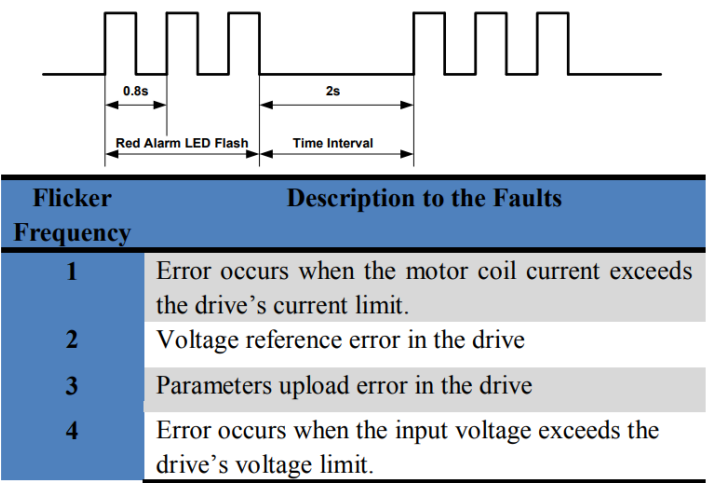 0.8s
2s
Red Alarm LED Flash
Time Interval
Flicker Frequency
Description to the Faults
1
Error occurs when the motor coil current exceeds
the drive's current limit.
2
Voltage reference error in the drive
3
Parameters upload error in the drive
4
Error occurs when the input voltage exceeds the
drive's voltage limit.